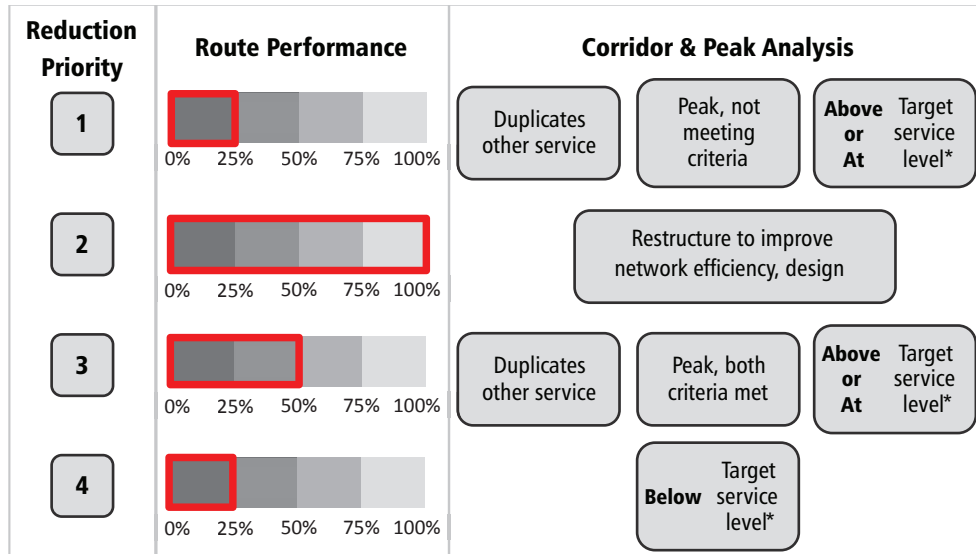 Reduction
Priority
Route Performance
Corridor & Peak Analysis
1
0% 25% 50% 75% 100%
Duplicates
other service
Peak, not
meeting
criteria
Above
or
At
Target
service
level*
2
0% 25% 50% 75% 100%
Restructure to improve
network efficiency, design
3
0% 25% 50% 75% 100%
Duplicates
other service
Peak, both
criteria met
Above
or
At
Target
service
level*
4
0% 25% 50% 75% 100%
Below
Target
service
level*